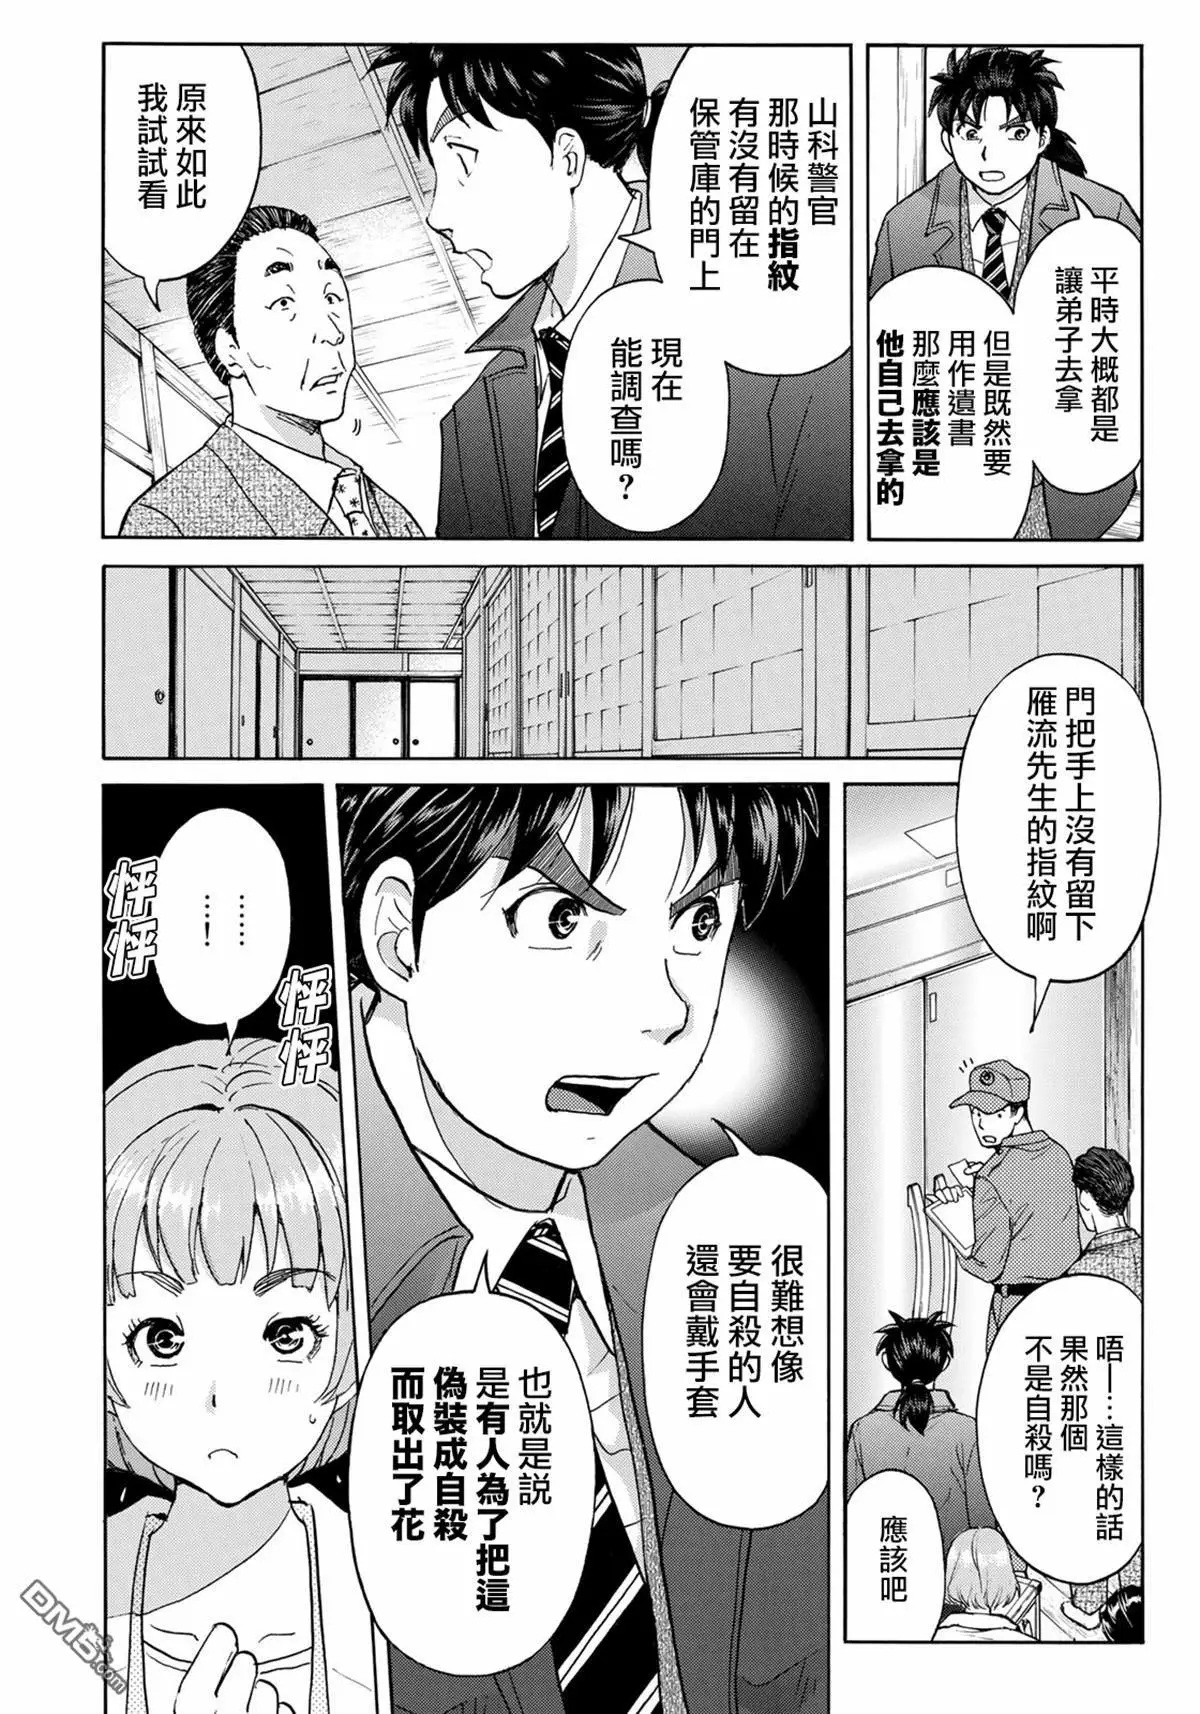 平時大概都是
讓弟子去拿
但是既然要
用作遺書
那麼應該是
他自己去拿的
山科警官
那時候的指紋
有沒有留在
保管庫的門上
現在
能調查嗎？
原來如此
我試試看
門把手上沒有留下
雁流先生的指紋啊
唔—…這樣的話
果然那個
不是自殺嗎？
應該吧
很難想像
要自殺的人
還會戴手套
也就是説
是有人為了把這
偽裝成自殺
而取出了花
……
…！
怦怦
怦怦
DM5.com